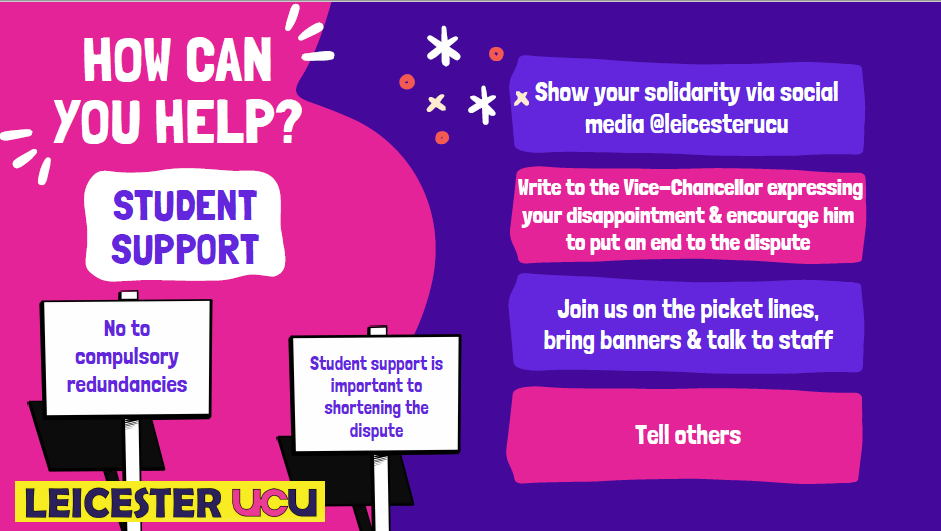 HOW CAN
YOU HELP?
STUDENT
SUPPORT
No to
compulsory
redundancies
Student support is
important to
shortening the
dispute
LEICESTER UCU
Show your solidarity via social
media @leicesterucu
Write to the Vice-Chancellor expressing
your disappointment & encourage him
to put an end to the dispute
Join us on the picket lines,
bring banners & talk to staff
Tell others